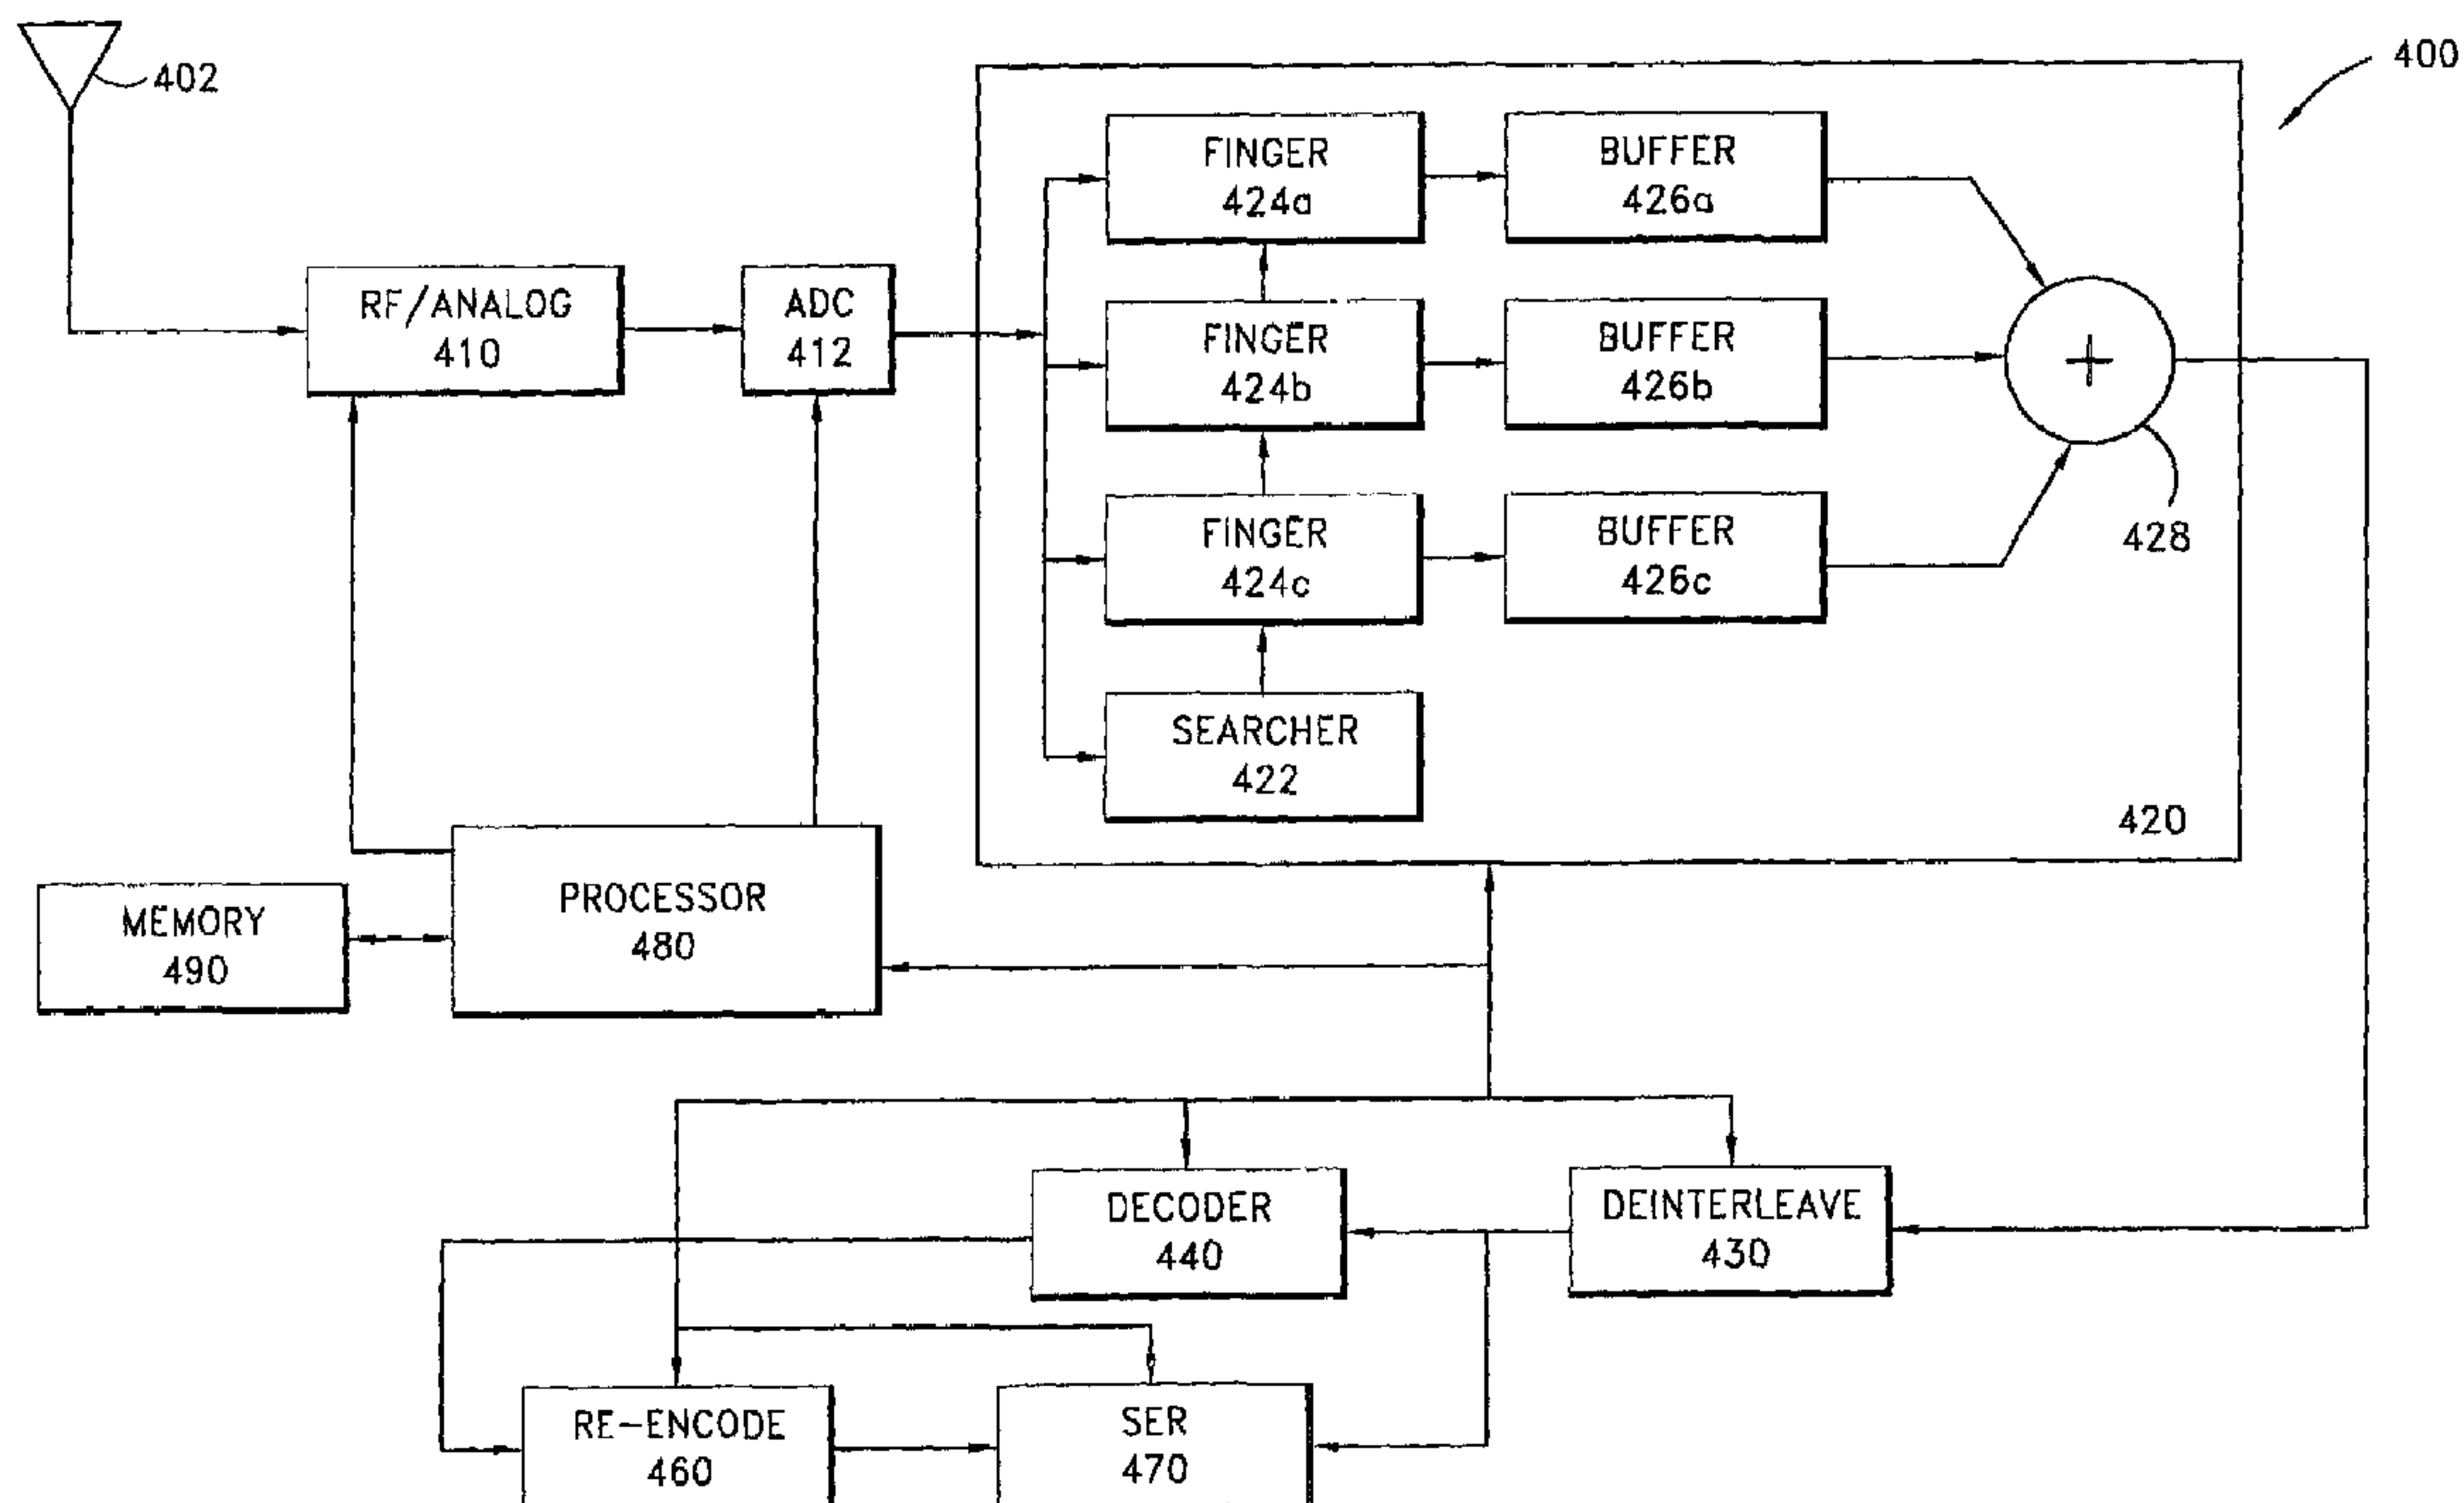 400
402
FINGER
424a
BUFFER
426a
RF/ANALOG
410
ADC
412
FINGER
424b
BUFFER
426b
+
428
FINGER
424c
BUFFER
426c
SEARCHER
422
420
PROCESSOR
480
MEMORY
490
DECODER
440
DEINTERLEAVE
430
RE-ENCODE
460
SER
470